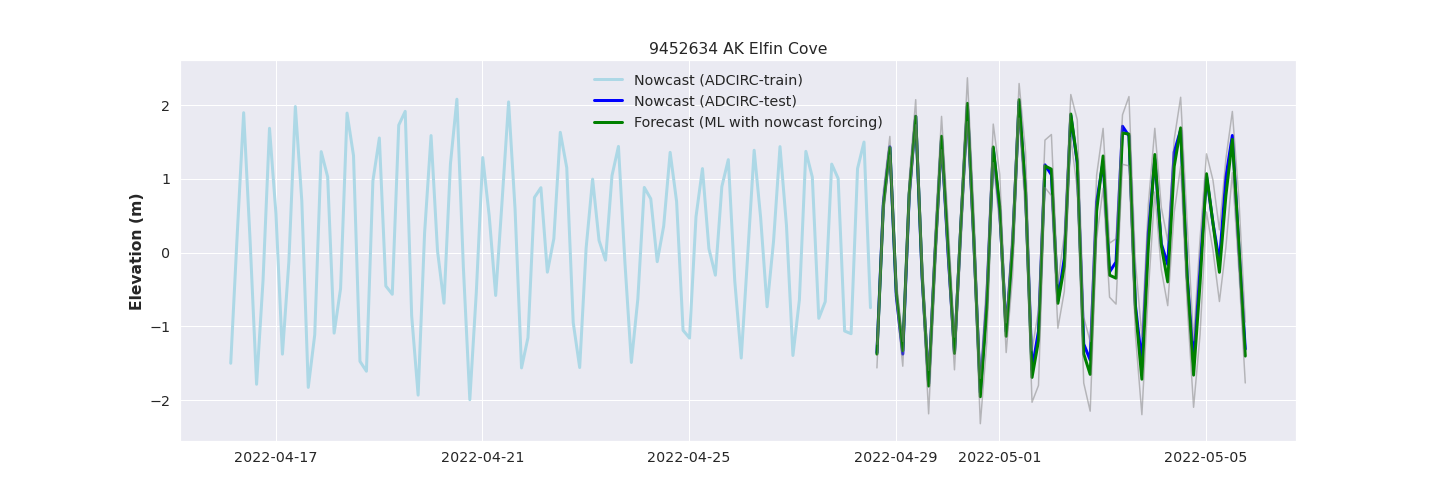 9452634 AK Elfin Cove
Nowcast (ADCIRC-train)
Nowcast (ADCIRC-test)
Forecast (ML with nowcast forcing)
Elevation (m)
2
1
0
−1
−2
2022-04-17
2022-04-21
2022-04-25
2022-04-29
2022-05-01
2022-05-05